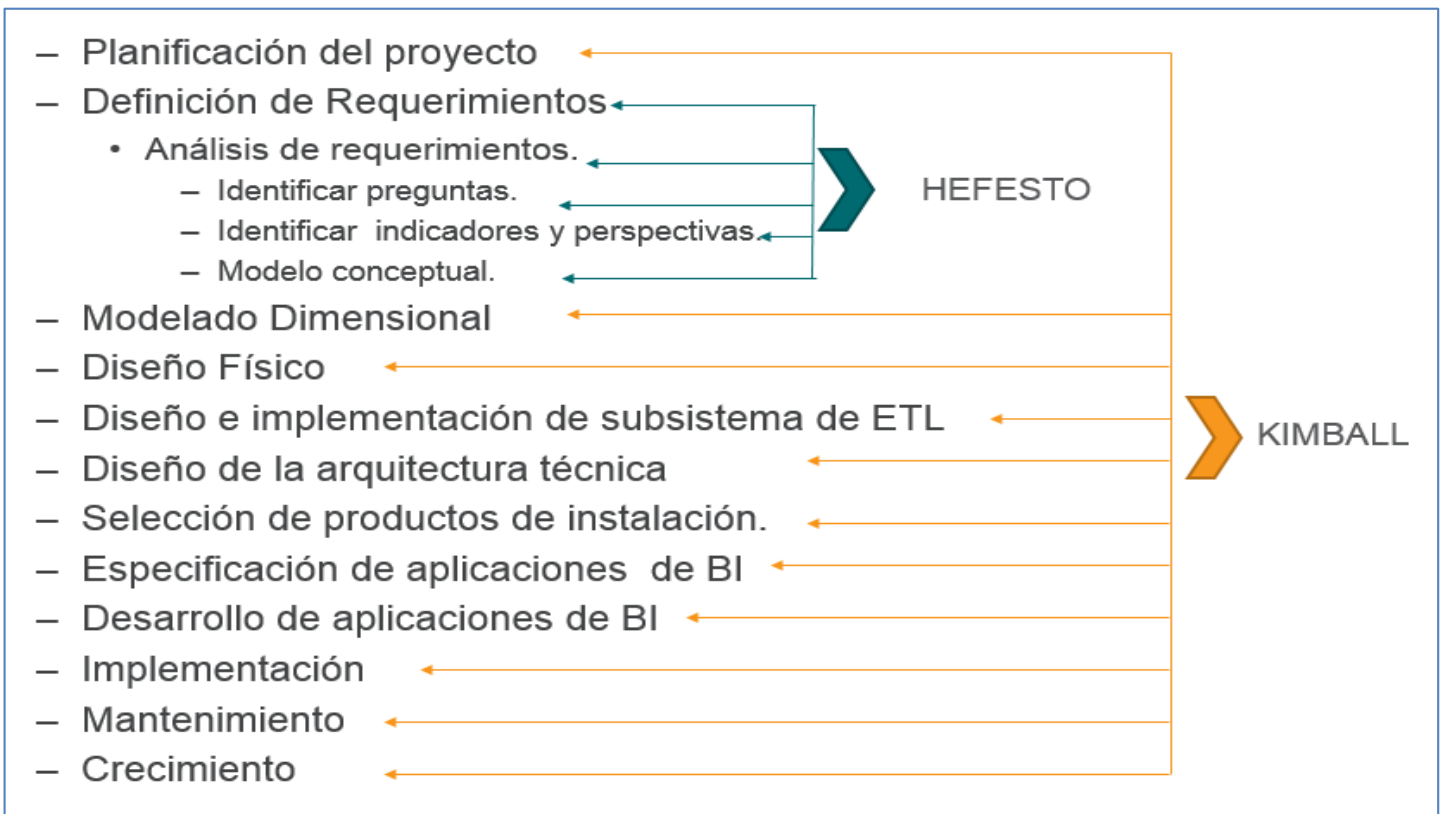 – Planificación del proyecto
– Definición de Requerimientos
• Análisis de requerimientos.
– Identificar preguntas.
– Identificar indicadores y perspectivas.
– Modelo conceptual.
HEFESTO
– Modelado Dimensional
– Diseño Físico
– Diseño e implementación de subsistema de ETL
– Diseño de la arquitectura técnica
– Selección de productos de instalación.
– Especificación de aplicaciones de BI
– Desarrollo de aplicaciones de BI
– Implementación
– Mantenimiento
– Crecimiento
KIMBALL